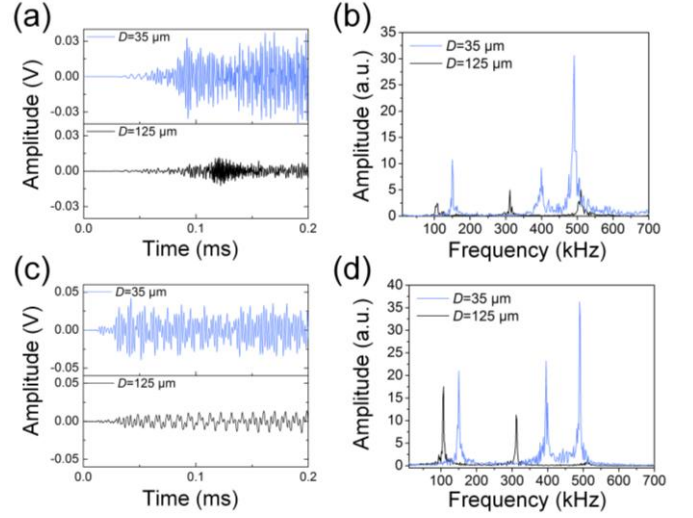 (a)
0.03
0.00
-0.03
0.03
0.00
-0.03
D=35 µm
D=125 µm
Amplitude (V)
0.0
0.1
0.2
Time (ms)
(b)
35
30
25
20
15
10
5
0
Amplitude (a.u.)
D=35 µm
D=125 µm
100 200 300 400 500 600 700
Frequency (kHz)
(c)
0.05
0.00
-0.05
0.05
0.00
-0.05
D=35 µm
D=125 µm
Amplitude (V)
0.0
0.1
0.2
Time (ms)
(d)
40
35
30
25
20
15
10
5
0
Amplitude (a.u.)
D=35 µm
D=125 µm
100 200 300 400 500 600 700
Frequency (kHz)